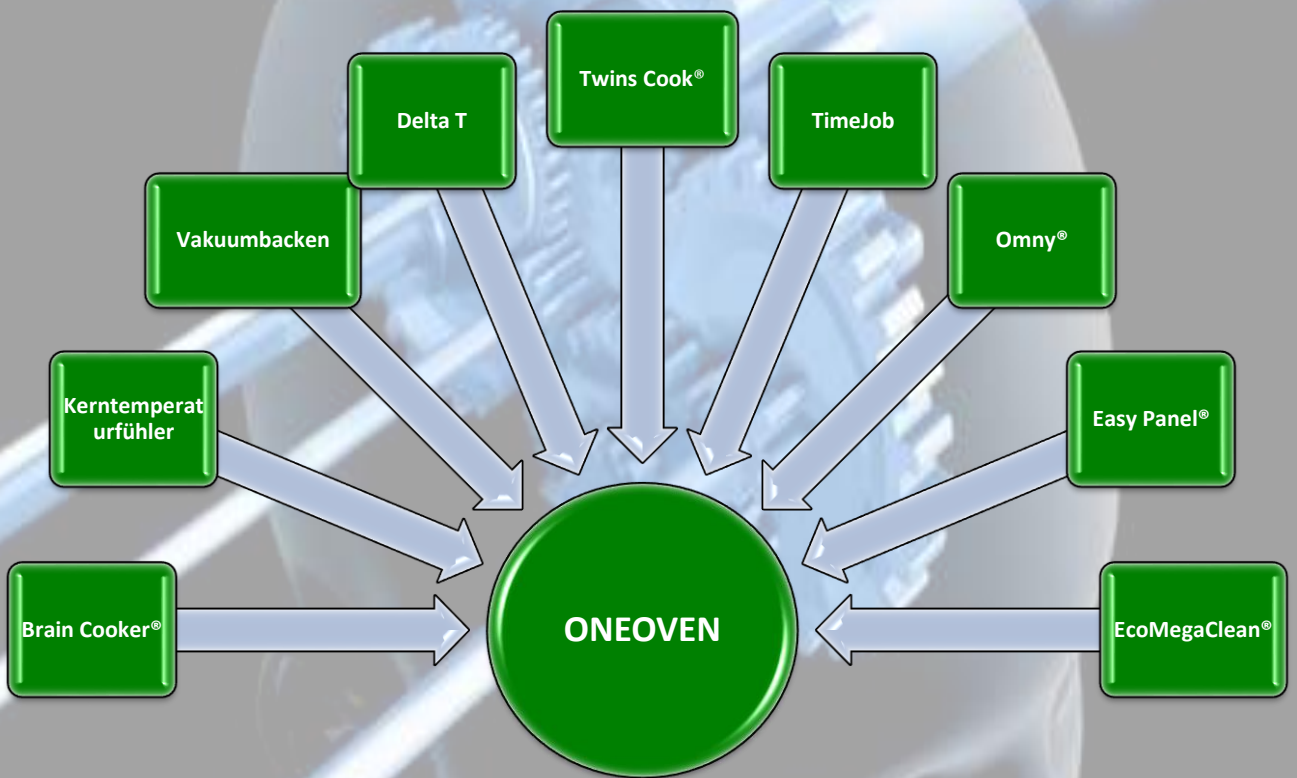 Twins Cook®
Delta T
TimeJob
Vakuumbacken
Omny®
Kerntemperat
urfühler
Easy Panel®
Brain Cooker®
ONEOVEN
EcoMegaClean®